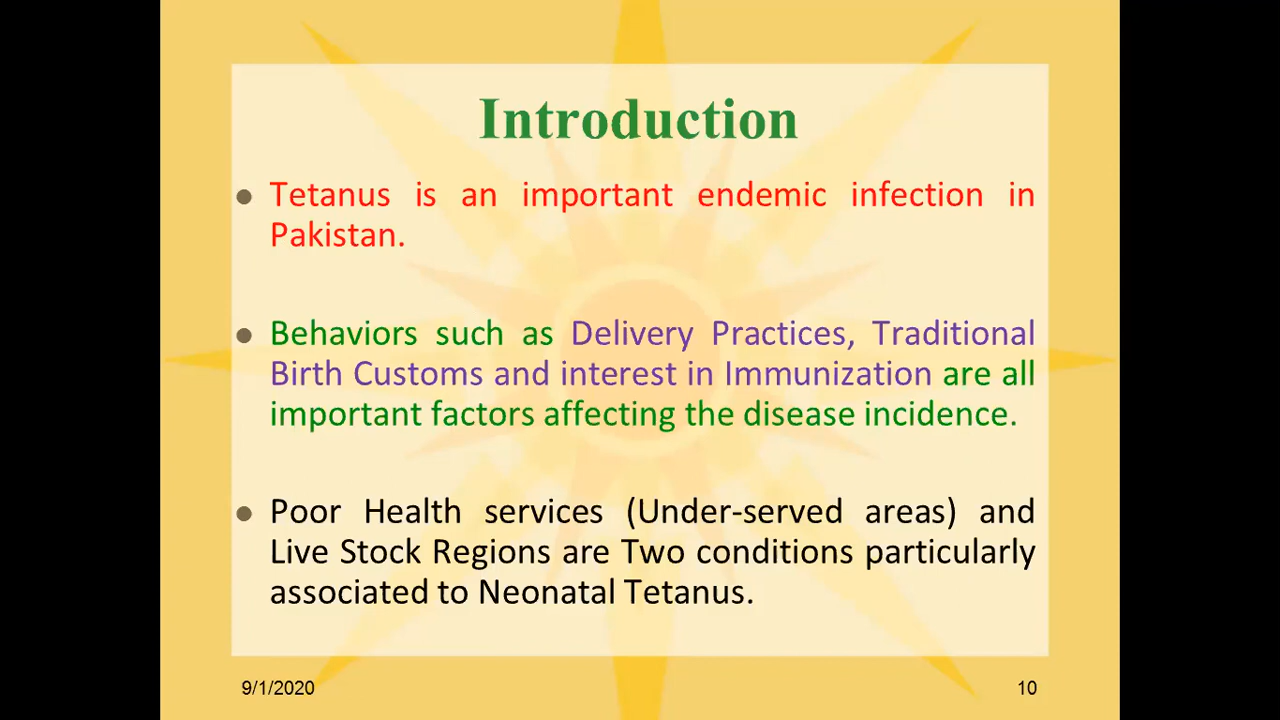 Introduction
Tetanus is an important endemic infection in
Pakistan.
Behaviors such as Delivery Practices, Traditional
Birth Customs and interest in Immunization are all
important factors affecting the disease incidence.
Poor Health services (Under-served areas) and
Live Stock Regions are Two conditions particularly
associated to Neonatal Tetanus.
9/1/2020
10